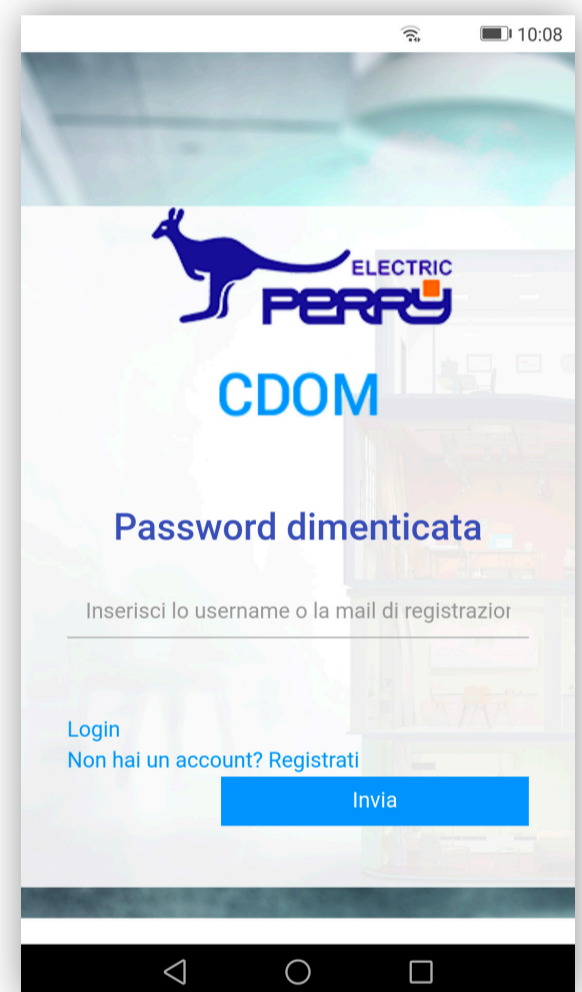 10:08
ELECTRIC
PERRY
CDOM
Password dimenticata
Inserisci lo username o la mail di registrazior
Login
Non hai un account? Registrati
Invia